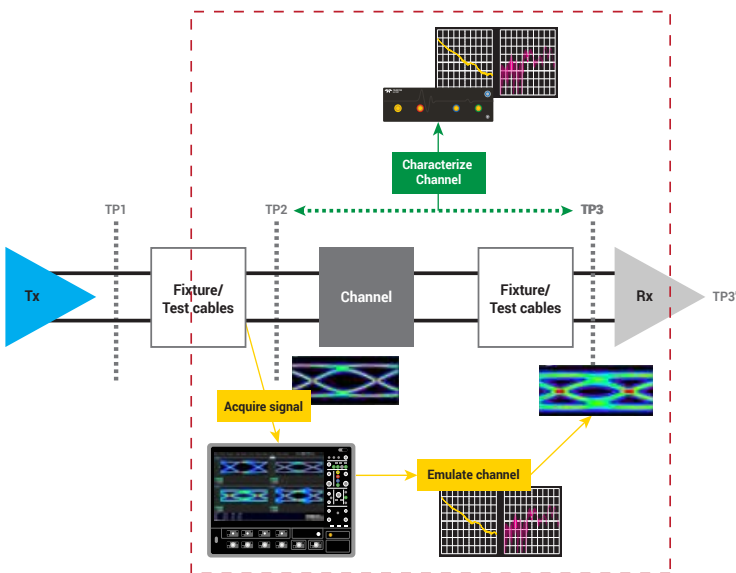 Characterize
Channel
TP1
TP2
TP3
Tx
Fixture/
Test cables
Channel
Fixture/
Test cables
Rx
TP3'
Acquire signal
Emulate channel